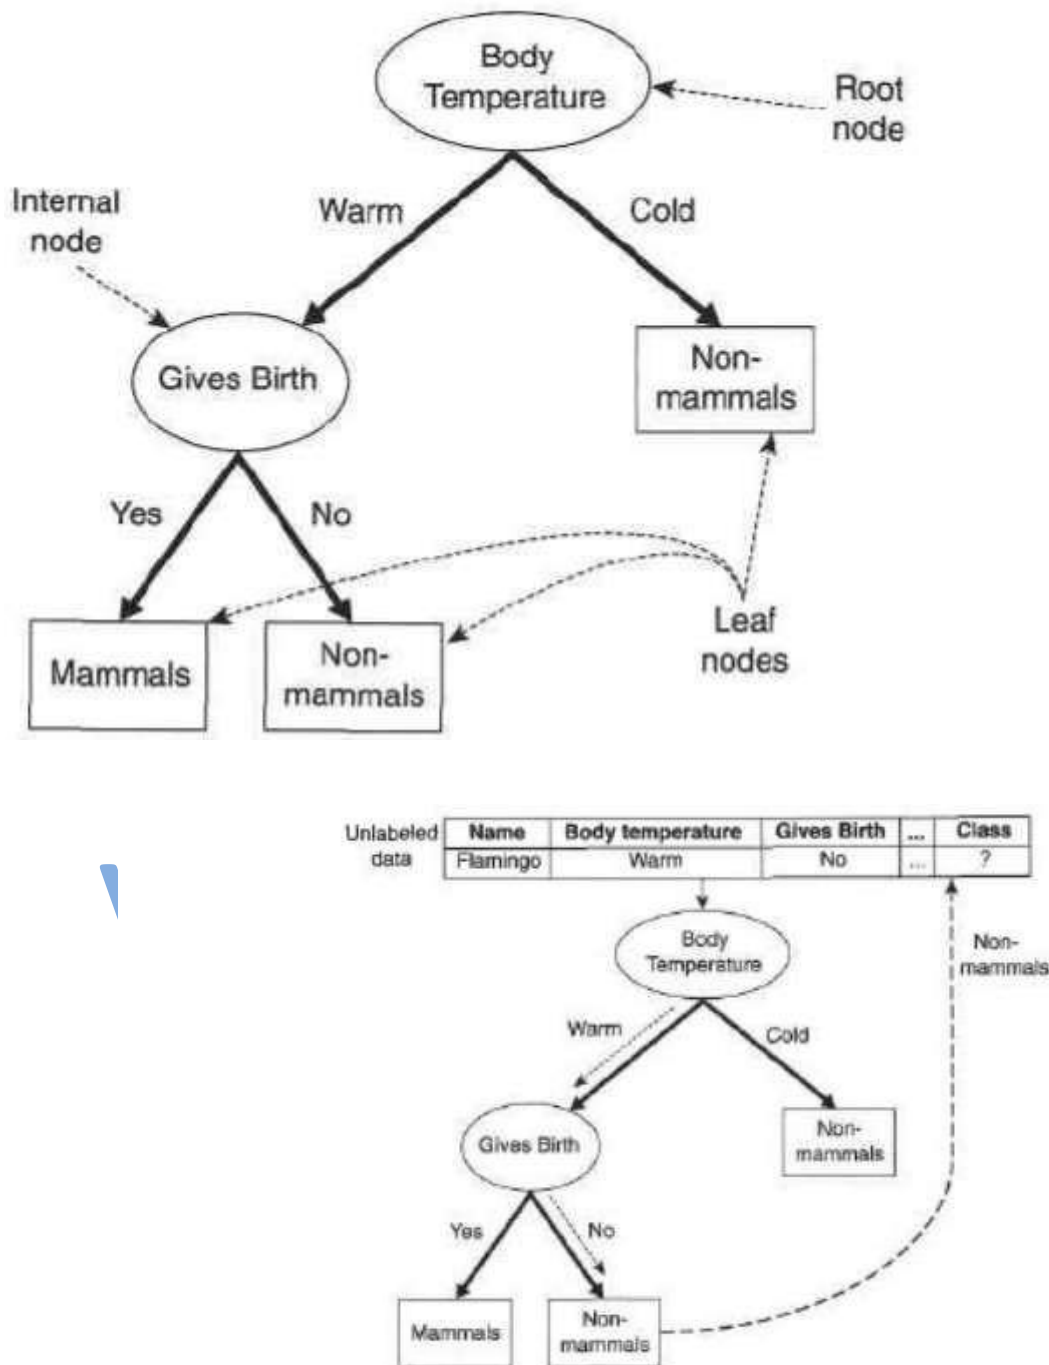 Body
Temperature
Root
node
Internal
node
Warm
Cold
Gives Birth
Non-
mammals
Yes
No
Mammals
Non-
mammals
Leaf
nodes
Unlabeled
data
Name Body temperature Gives Birth ... Class
Flamingo Warm No ... ?
Body
Temperature
Non-
mammals
Warm
Cold
Gives Birth
Non-
mammals
Yes
No
Mammals
Non-
mammals